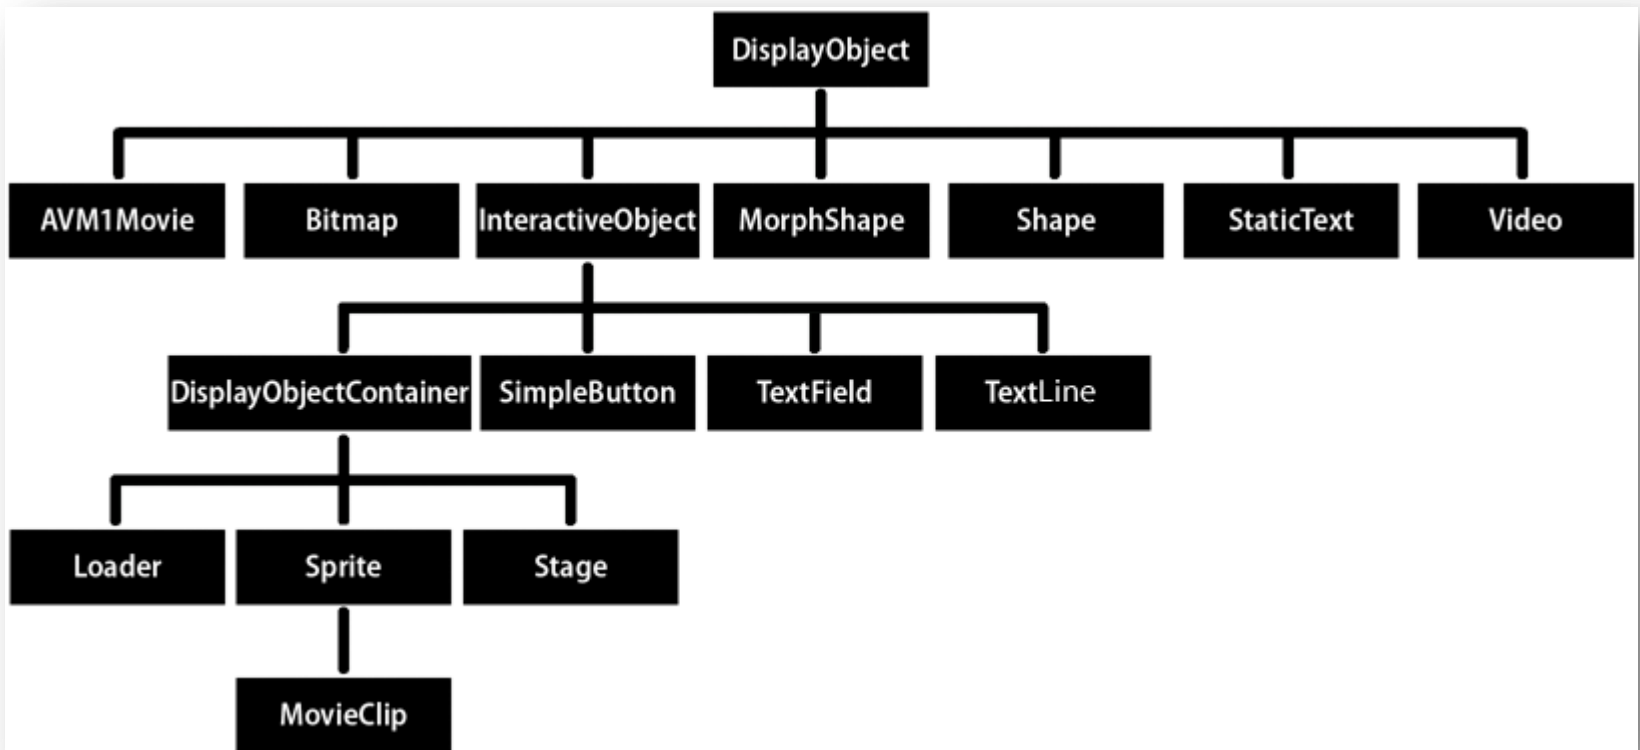 DisplayObject
AVM1Movie
Bitmap
InteractiveObject
MorphShape
Shape
StaticText
Video
DisplayObjectContainer
SimpleButton
TextField
TextLine
Loader
Sprite
Stage
MovieClip